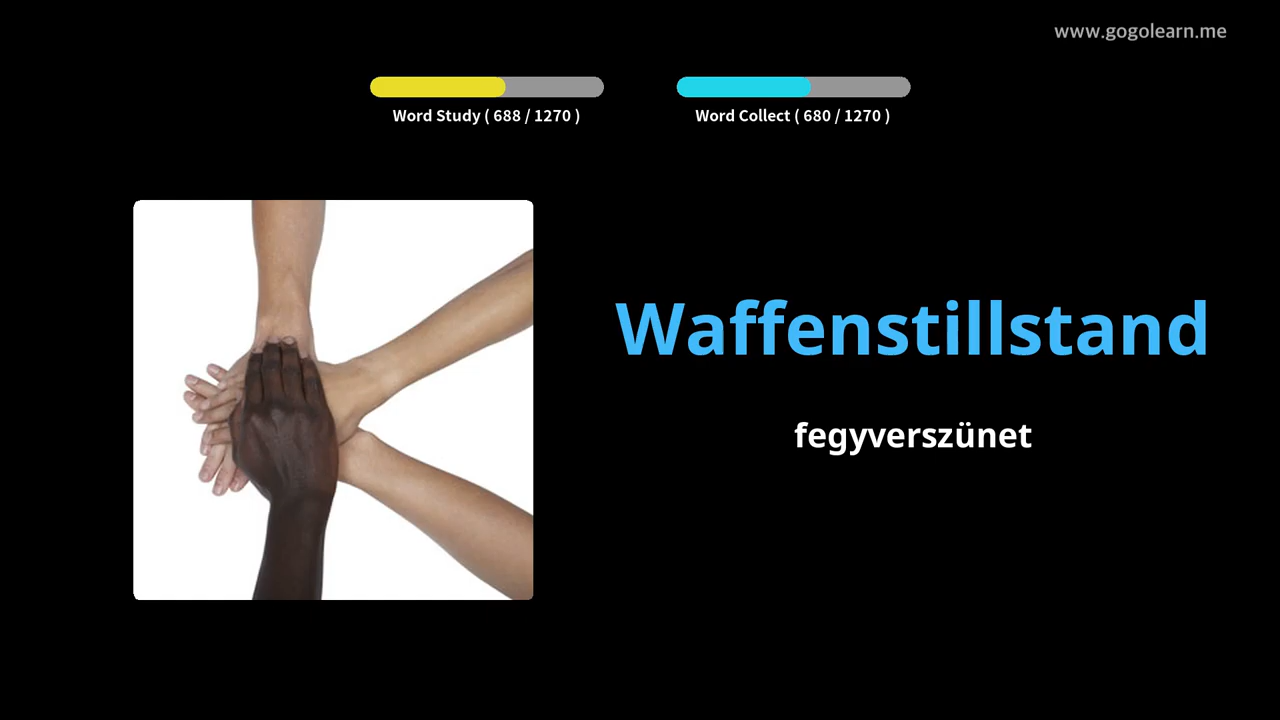 www.gogolearn.me
Word Study ( 688 / 1270 )
Word Collect ( 680 / 1270 )
Waffenstillstand
fegyverszünet